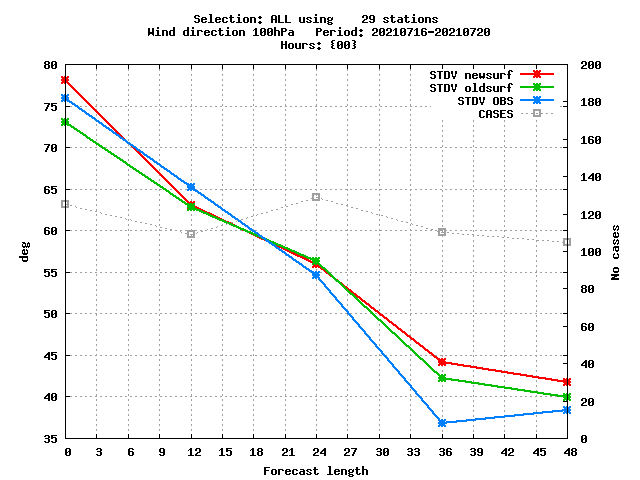 Selection: ALL using    29 stations
Wind direction 100hPa   Period: 20210716-20210720
Hours: {00}
STDV newsurf
STDV oldsurf
STDV OBS
CASES
80
75
70
65
60
55
50
45
40
35
deg
200
180
160
140
120
100
80
60
40
20
0
No cases
0 3 6 9 12 15 18 21 24 27 30 33 36 39 42 45 48
Forecast length